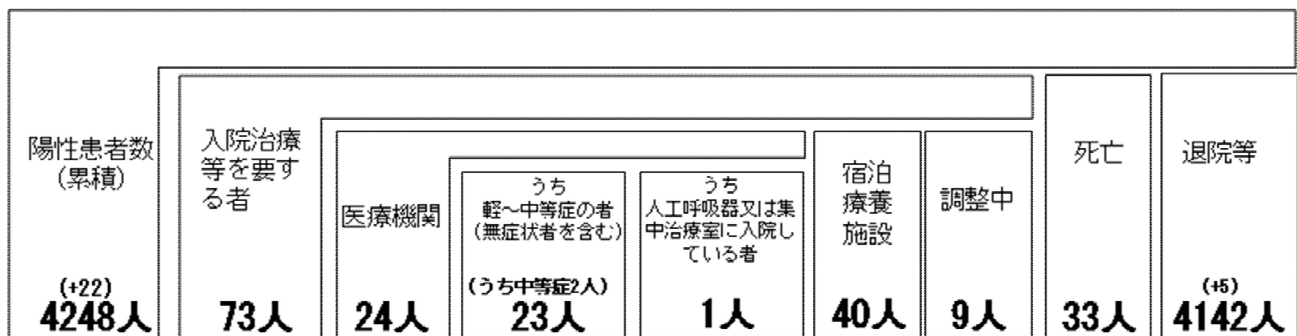 陽性患者数
(累積)
(+22)
4248人
入院治療
等を要す
る者
73人
医療機関
24人
うち
軽～中等症の者
(無症状者を含む)
(うち中等症2人)
23人
うち
人工呼吸器又は集
中治療室に入院し
ている者
1人
宿泊
療養
施設
40人
調整中
9人
死亡
33人
退院等
(+5)
4142人